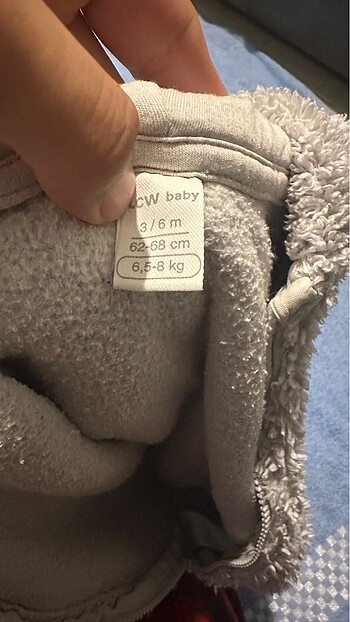 LCW baby
3/6 m
62-68 cm
6,5-8 kg